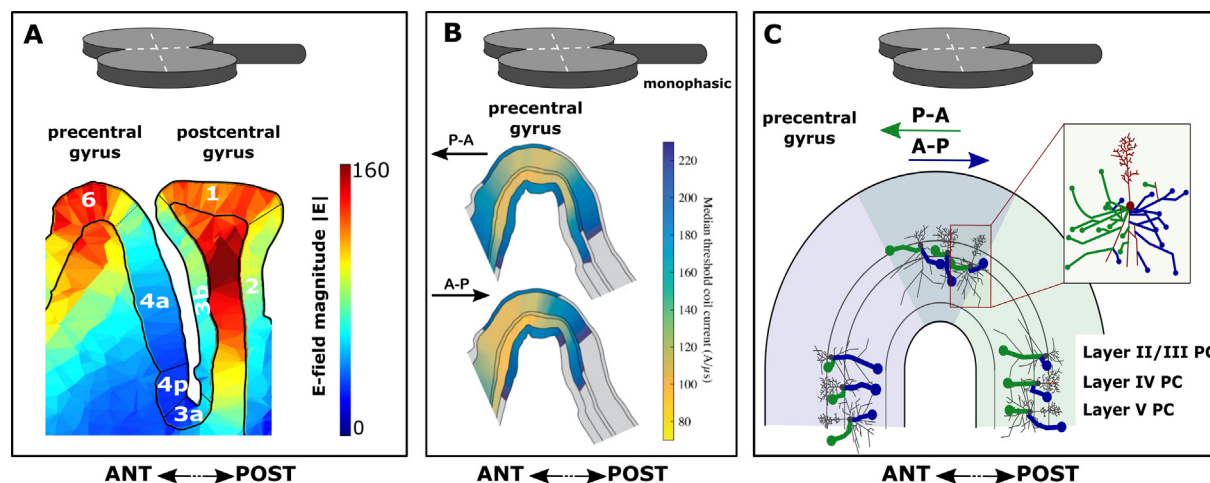 A
precentral
gyrus
postcentral
gyrus
6
1
4a
3b
2
4p
3a
160
0
E-field magnitude |E|
ANT
POST
B
monophasic
precentral
gyrus
P-A
A-P
220
200
180
160
140
120
100
80
Median threshold coil current (A/µs)
ANT
POST
C
precentral
gyrus
P-A
A-P
Layer II/III PC
Layer IV PC
Layer V PC
ANT
POST